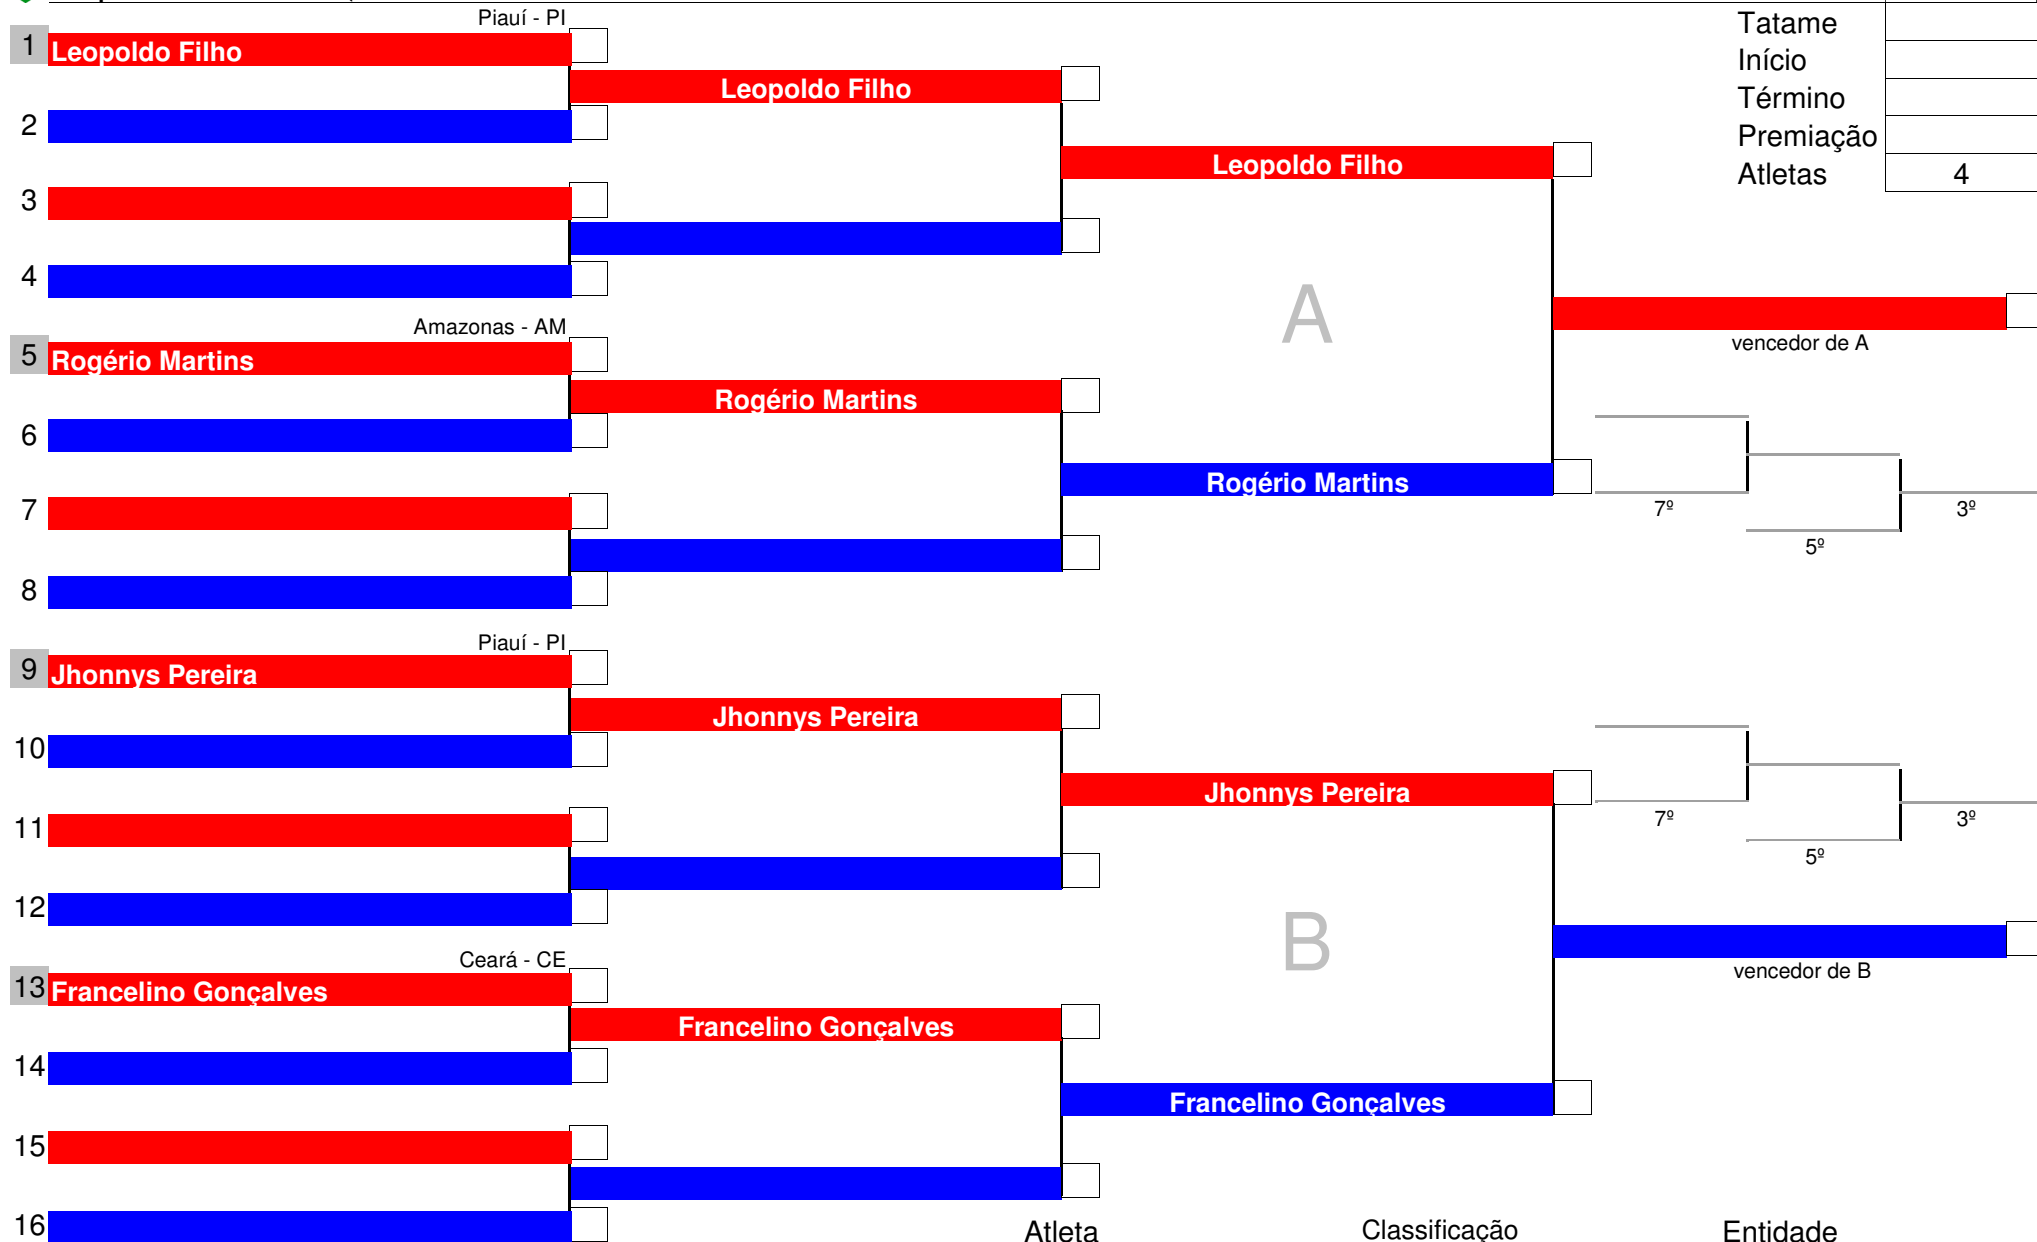 Piauí - PI
Tatame
1 Leopoldo Filho
Início
Leopoldo Filho
Término
2
Premiação
Leopoldo Filho
Atletas 4
3
4
A
Amazonas - AM
vencedor de A
5 Rogério Martins
Rogério Martins
6
Rogério Martins
7
7º 3º
5º
8
Piauí - PI
9 Jhonnys Pereira
Jhonnys Pereira
10
Jhonnys Pereira
11
7º 3º
5º
12
B
Ceará - CE
vencedor de B
13 Francelino Gonçalves
Francelino Gonçalves
14
Francelino Gonçalves
15
16
Atleta Classificação Entidade